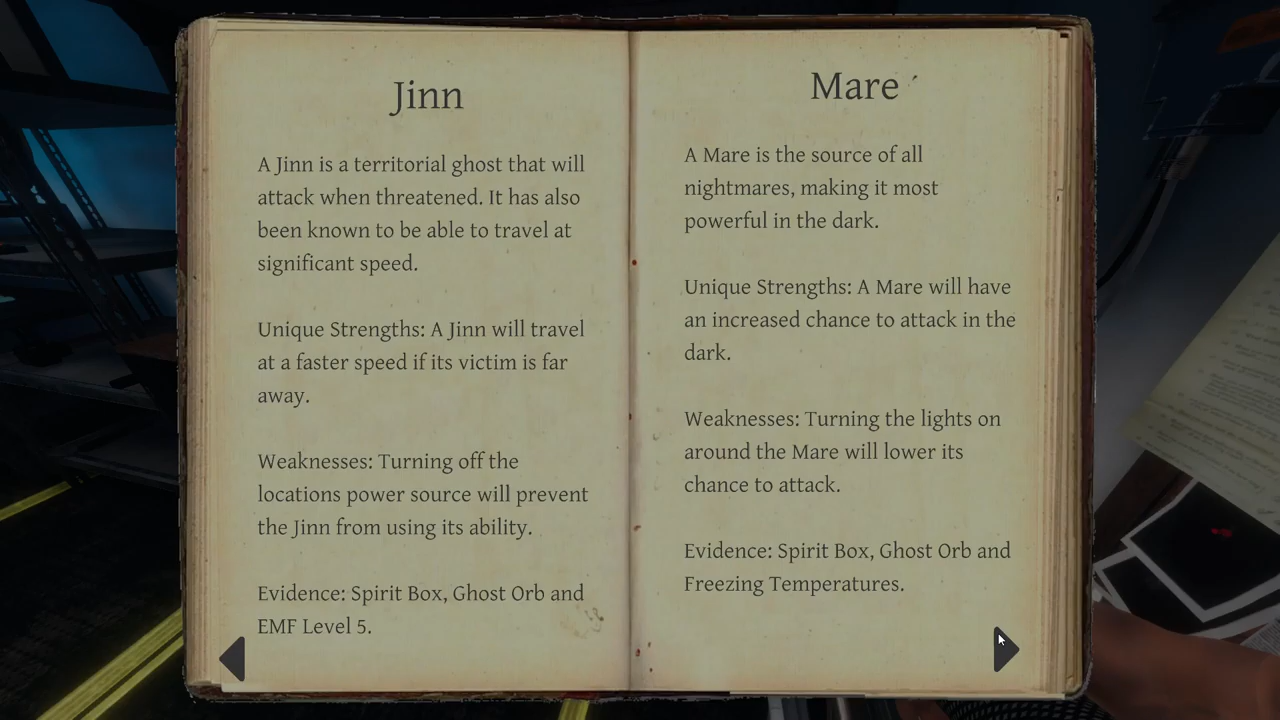 Jinn
A Jinn is a territorial ghost that will
attack when threatened. It has also
been known to be able to travel at
significant speed.
Unique Strengths: A Jinn will travel
at a faster speed if its victim is far
away.
Weaknesses: Turning off the
locations power source will prevent
the Jinn from using its ability.
Evidence: Spirit Box, Ghost Orb and
EMF Level 5.
Mare
A Mare is the source of all
nightmares, making it most
powerful in the dark.
Unique Strengths: A Mare will have
an increased chance to attack in the
dark.
Weaknesses: Turning the lights on
around the Mare will lower its
chance to attack.
Evidence: Spirit Box, Ghost Orb and
Freezing Temperatures.